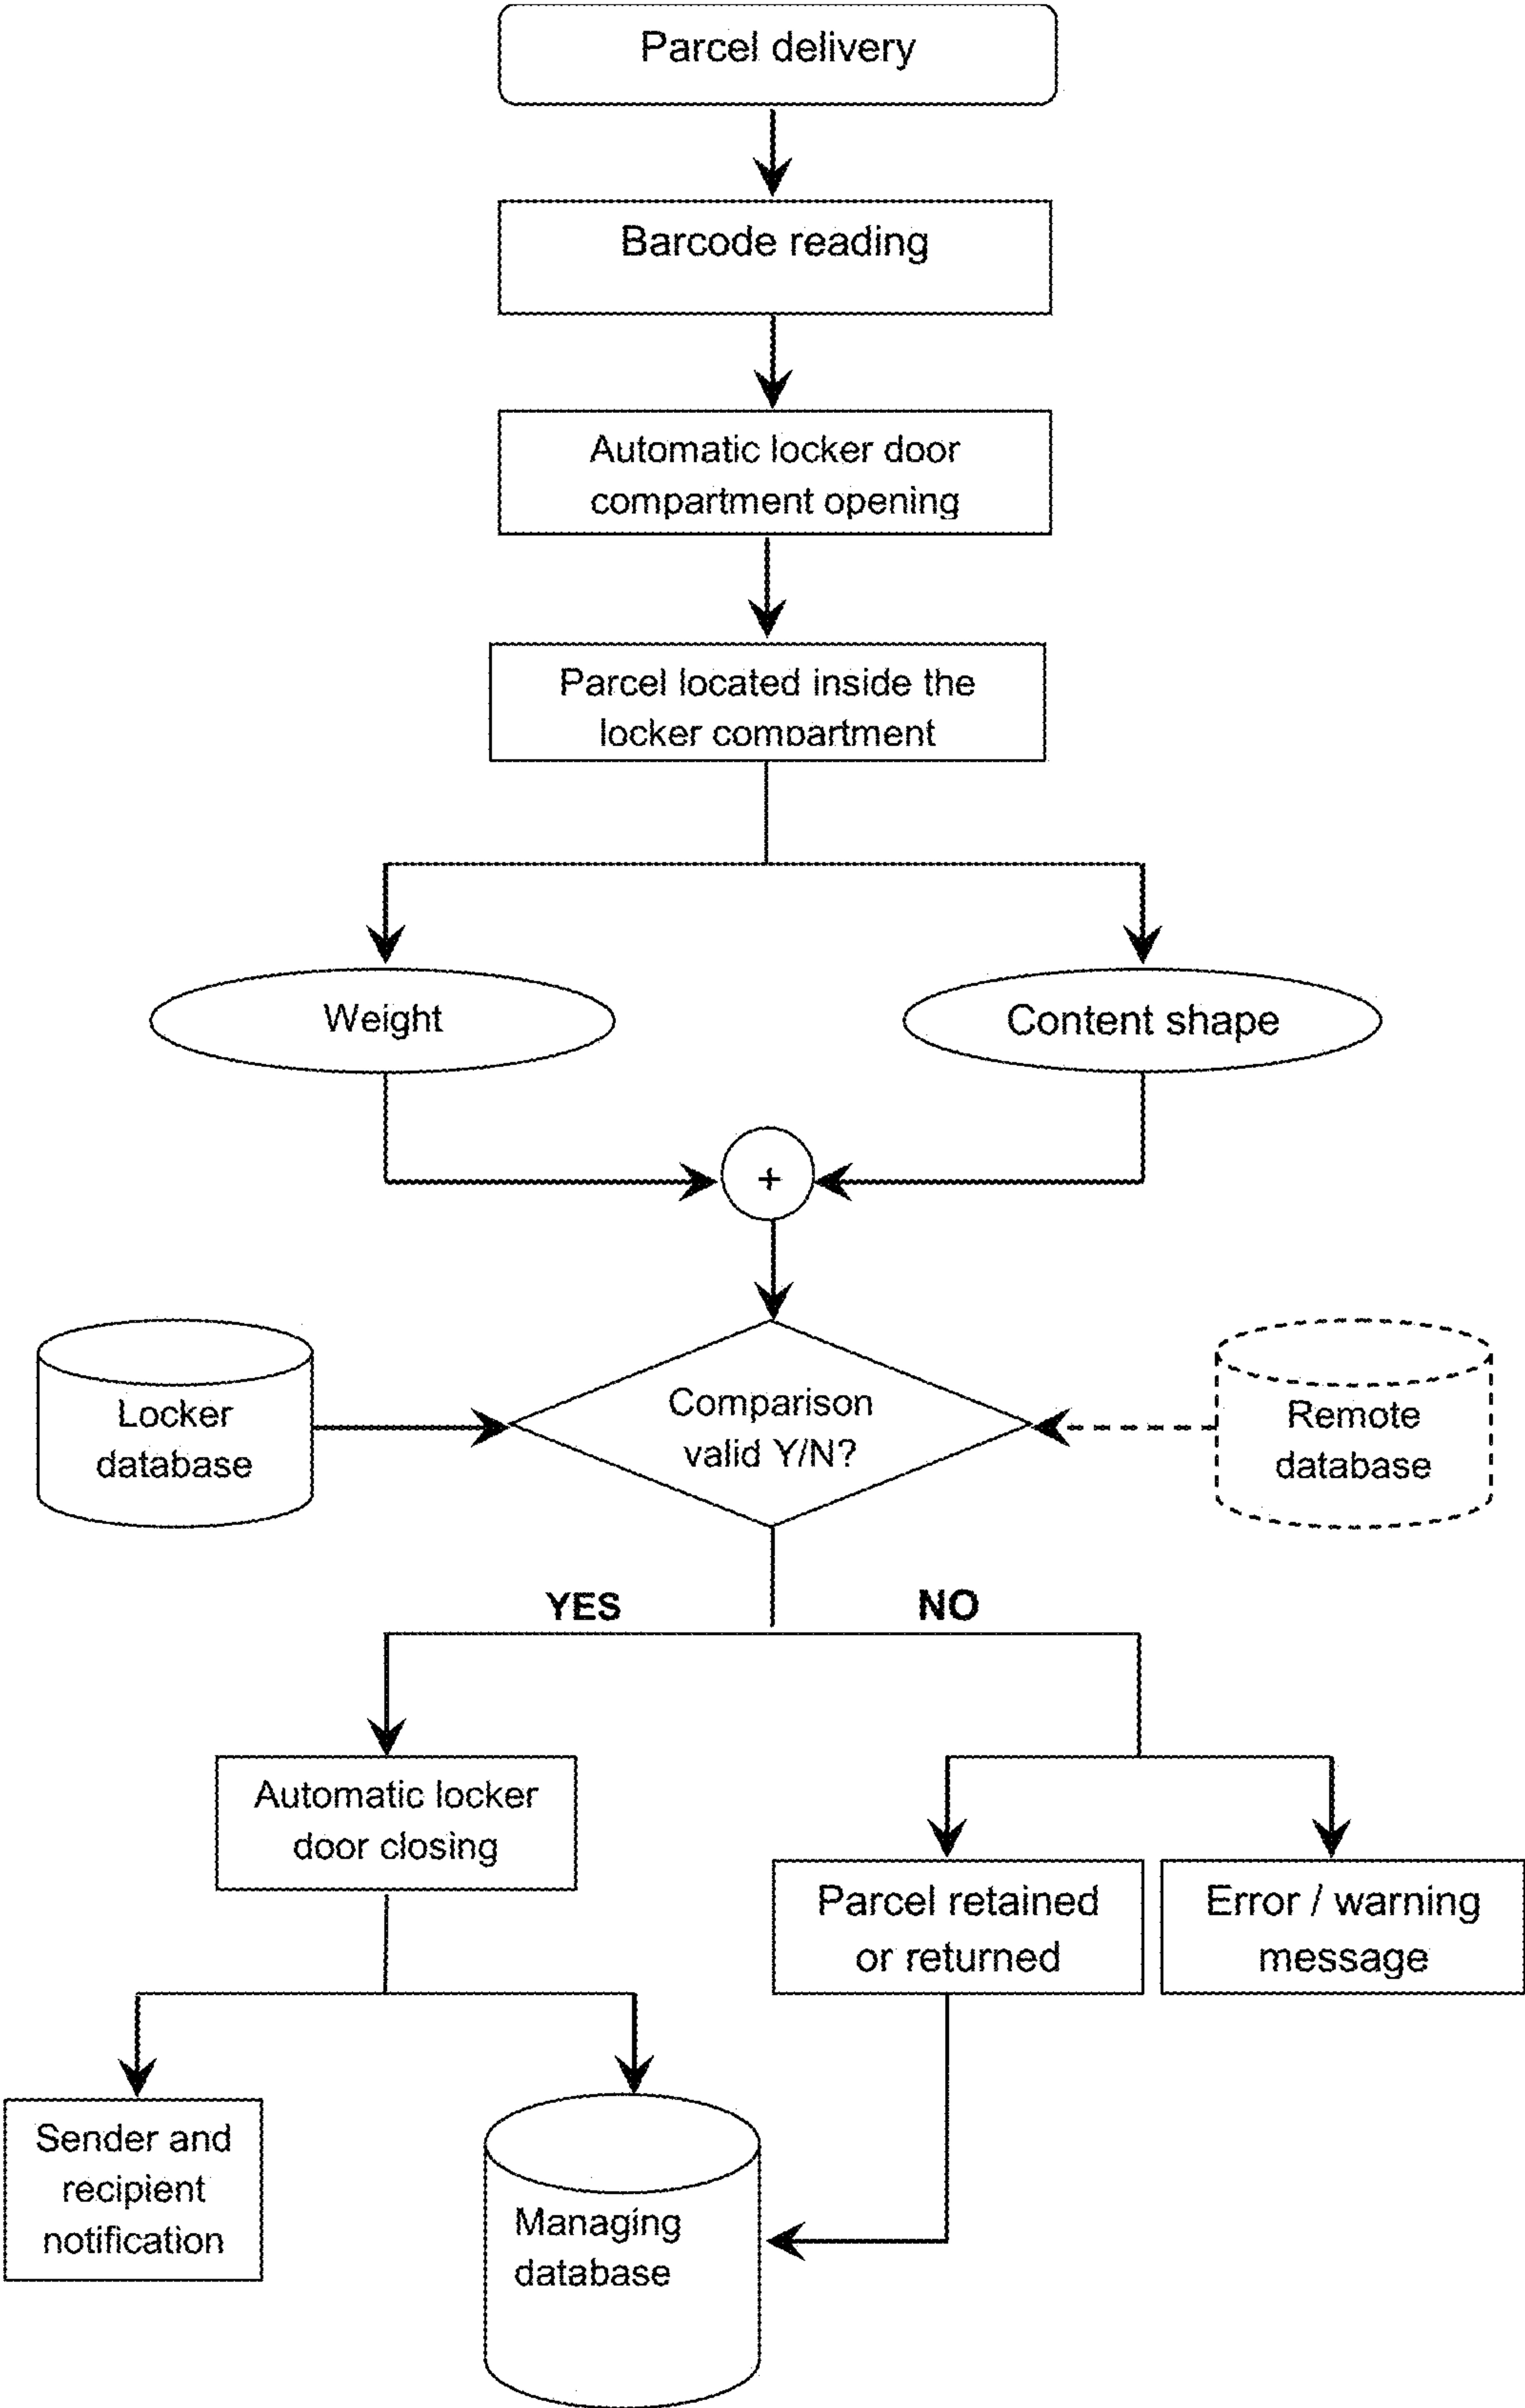 Parcel delivery
Barcode reading
Automatic locker door
compartment opening
Parcel located inside the
locker compartment
Weight
Content shape
+
Locker
database
Comparison
valid Y/N?
Remote
database
YES
NO
Automatic locker
door closing
Parcel retained
or returned
Error / warning
message
Sender and
recipient
notification
Managing
database